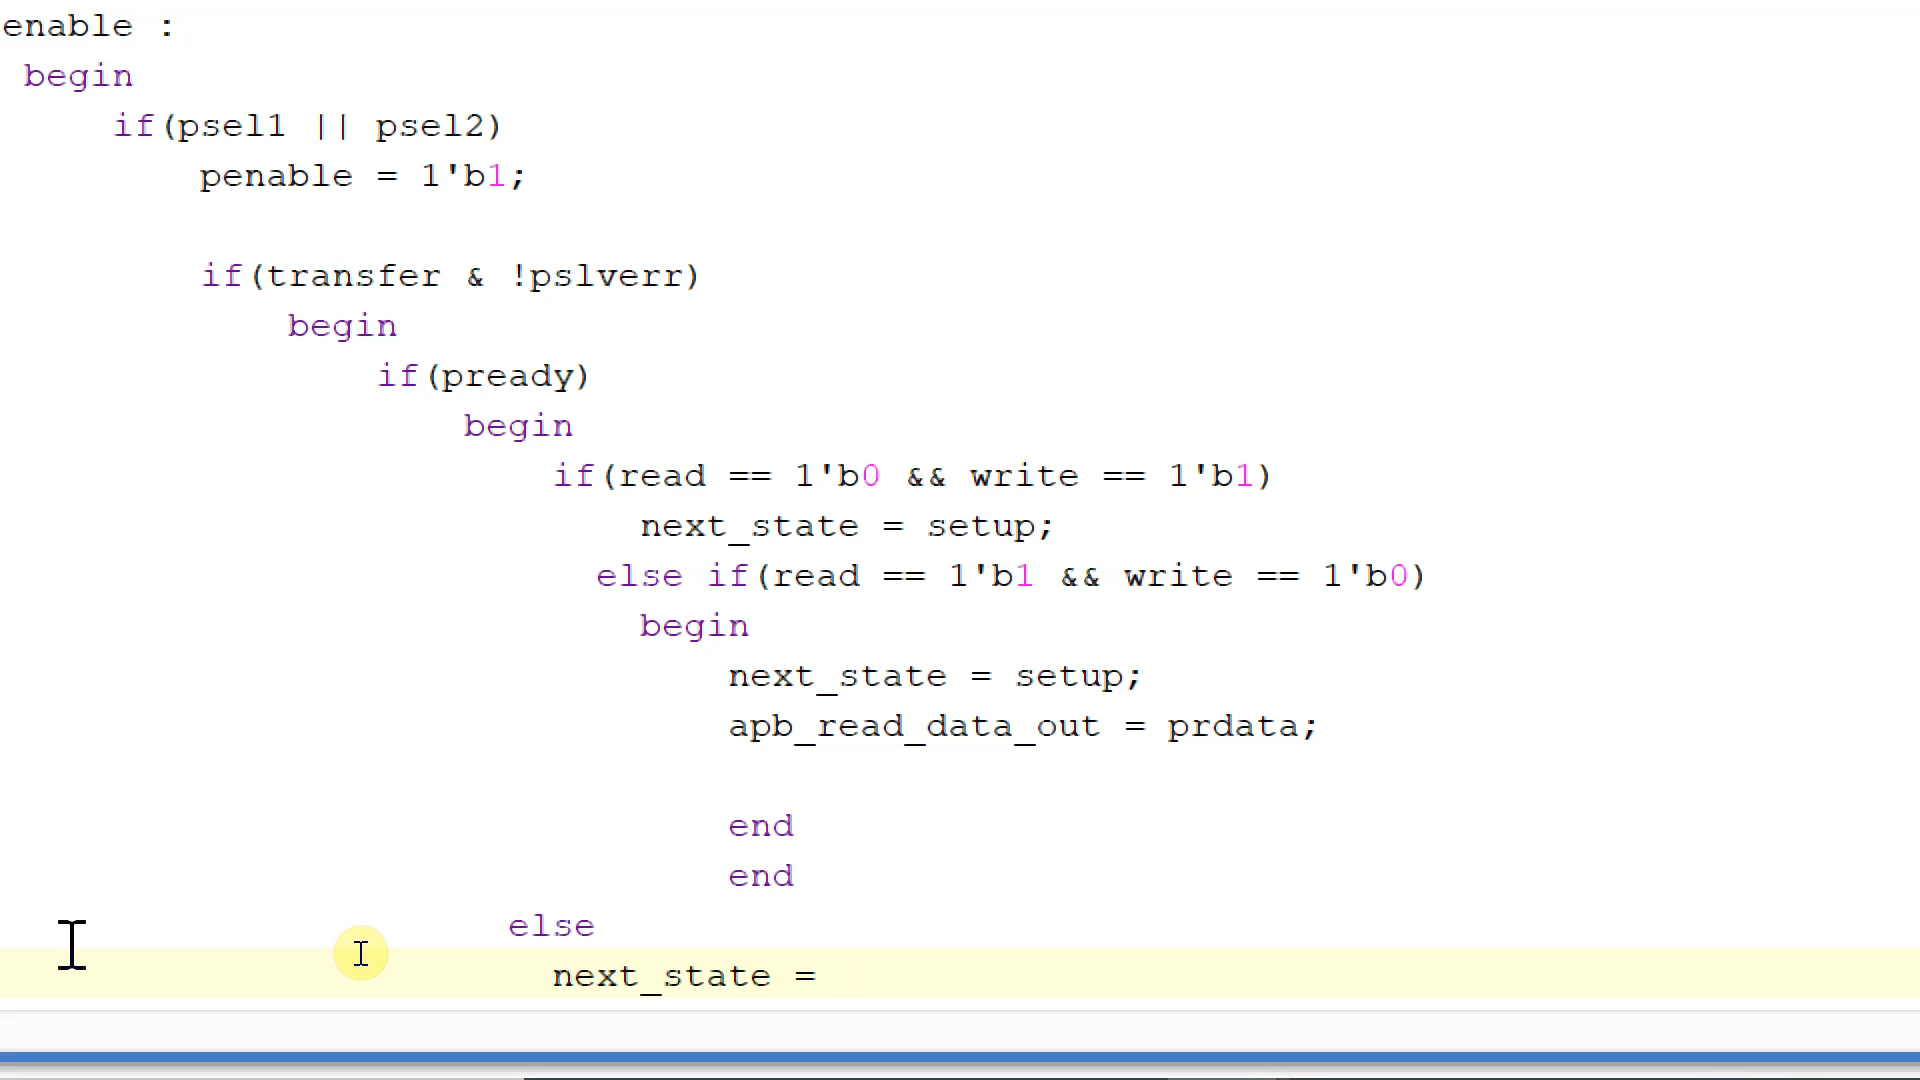 enable :
begin
if(psel1 || psel2)
penable = 1'b1;
if(transfer & !pslverr)
begin
if(pready)
begin
if(read == 1'b0 && write == 1'b1)
next_state = setup;
else if(read == 1'b1 && write == 1'b0)
begin
next_state = setup;
apb_read_data_out = prdata;
end
end
else
next_state =